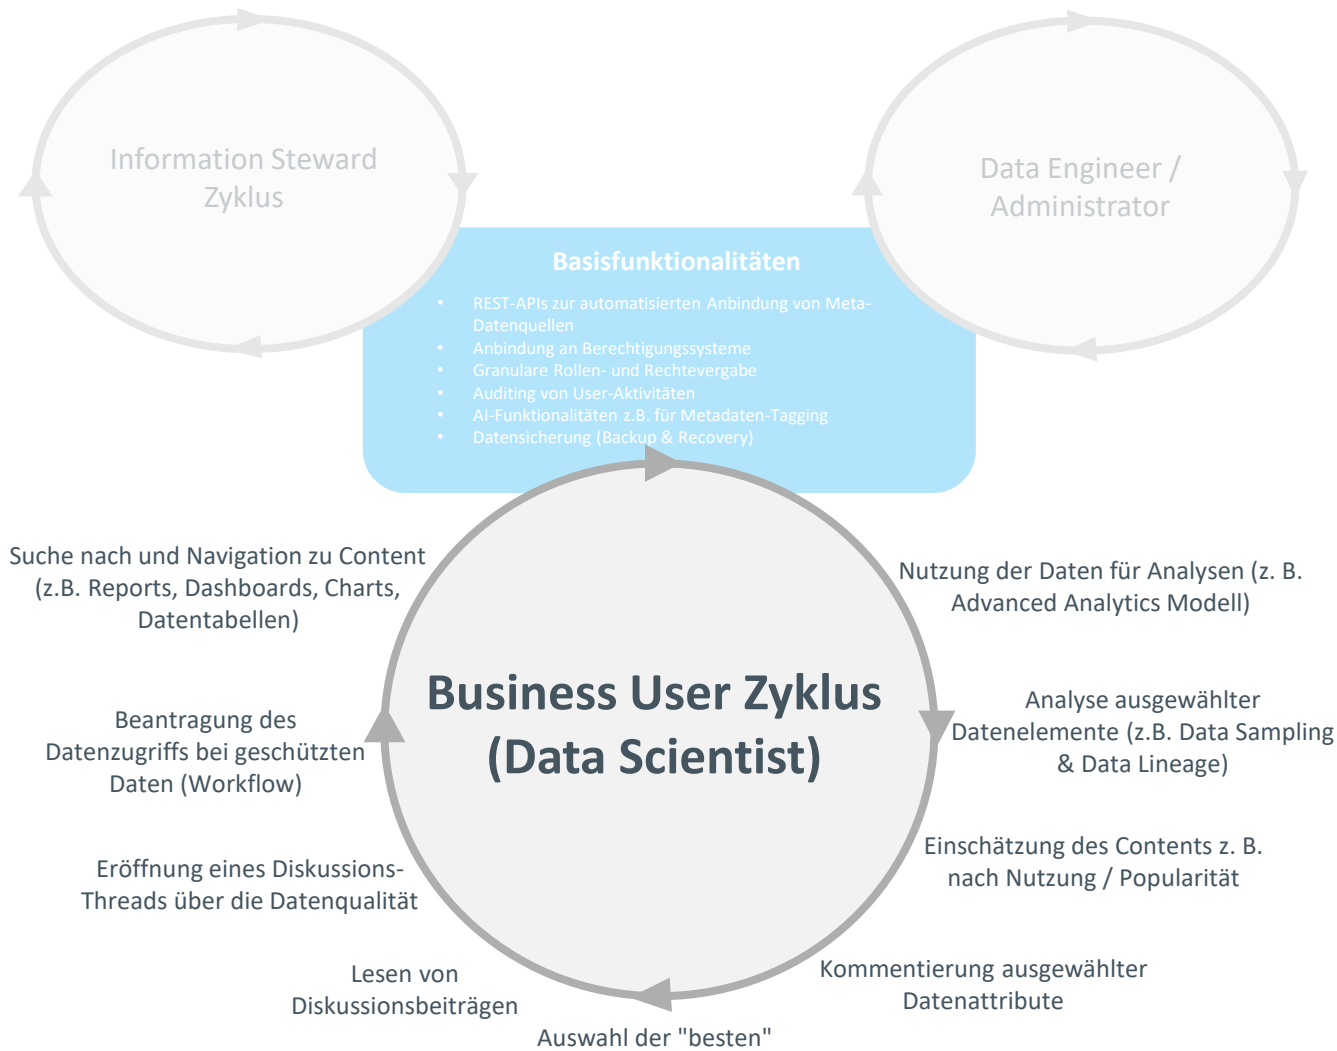 Information Steward
Zyklus
Data Engineer /
Administrator
Basisfunktionalitäten
• REST-APIs zur automatisierten Anbindung von Meta-
Datenquellen
• Anbindung an Berechtigungssysteme
• Granulare Rollen- und Rechtevergabe
• Auditing von User-Aktivitäten
• AI-Funktionalitäten z.B. für Metadaten-Tagging
• Datensicherung (Backup & Recovery)
Suche nach und Navigation zu Content
(z.B. Reports, Dashboards, Charts,
Datentabellen)
Nutzung der Daten für Analysen (z. B.
Advanced Analytics Modell)
Business User Zyklus
(Data Scientist)
Beantragung des
Datenzugriffs bei geschützten
Daten (Workflow)
Analyse ausgewählter
Datenelemente (z.B. Data Sampling
& Data Lineage)
Eröffnung eines Diskussions-
Threads über die Datenqualität
Einschätzung des Contents z. B.
nach Nutzung / Popularität
Lesen von
Diskussionsbeiträgen
Kommentierung ausgewählter
Datenattribute
Auswahl der "besten"